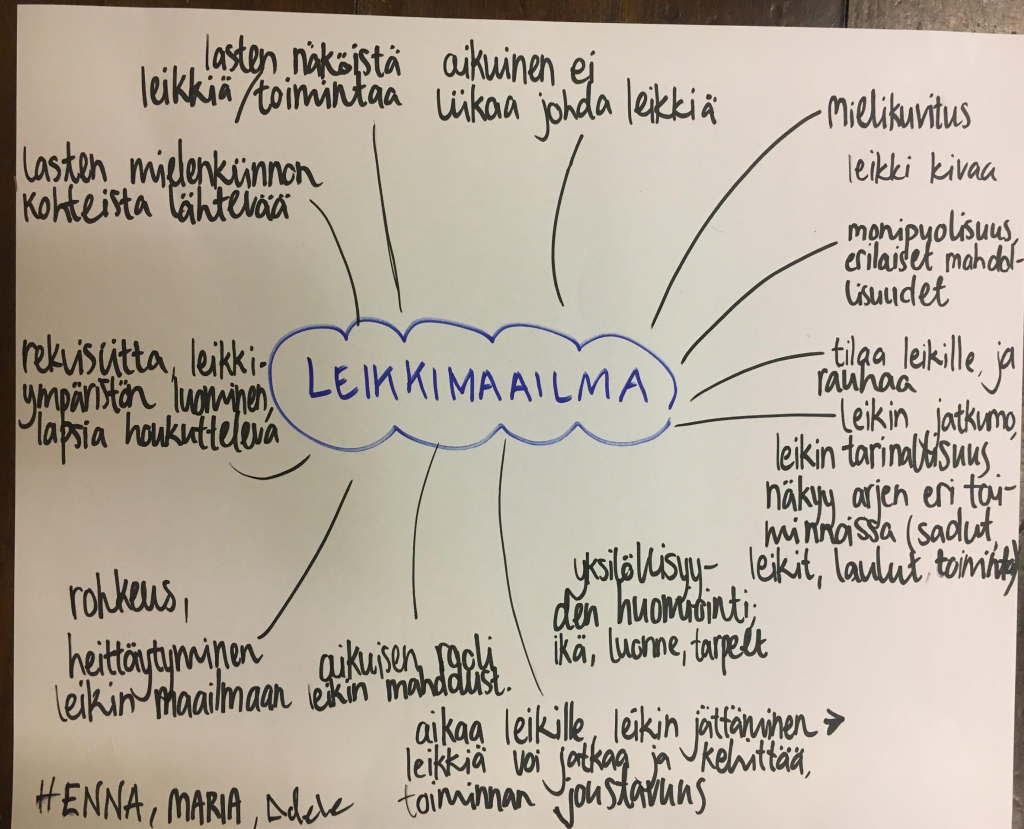 lasten näköistä
leikkiä/toimintaa
aikuinen ei
liikaa johda leikkiä
Mielikuvitus
leikki kivaa
lasten mielenkiinnon
kohteista lähtevää
monipuolisuus,
erilaiset mahdol-
lisuudet
LEIKKIMAAILMA
rekvisiitta, leikki-
ympäristön luominen,
lapsia houkutteleva
tilaa leikille, ja
rauhaa
leikin jatkumo,
leikin tarinallisuus
näkyy arjen eri toi-
minnoissa (sadut,
leikit, laulut, toiminta)
yksilöllisyy-
den huomiointi;
ikä, luonne, tarpeet
rohkeus,
heittäytyminen
leikin maailmaan
aikuisen rooli
leikin mahdollist.
aikaa leikille, leikin jättäminen →
leikkiä voi jatkaa ja kehittää,
toiminnan joustavuus
HENNA, MARIA, Adele